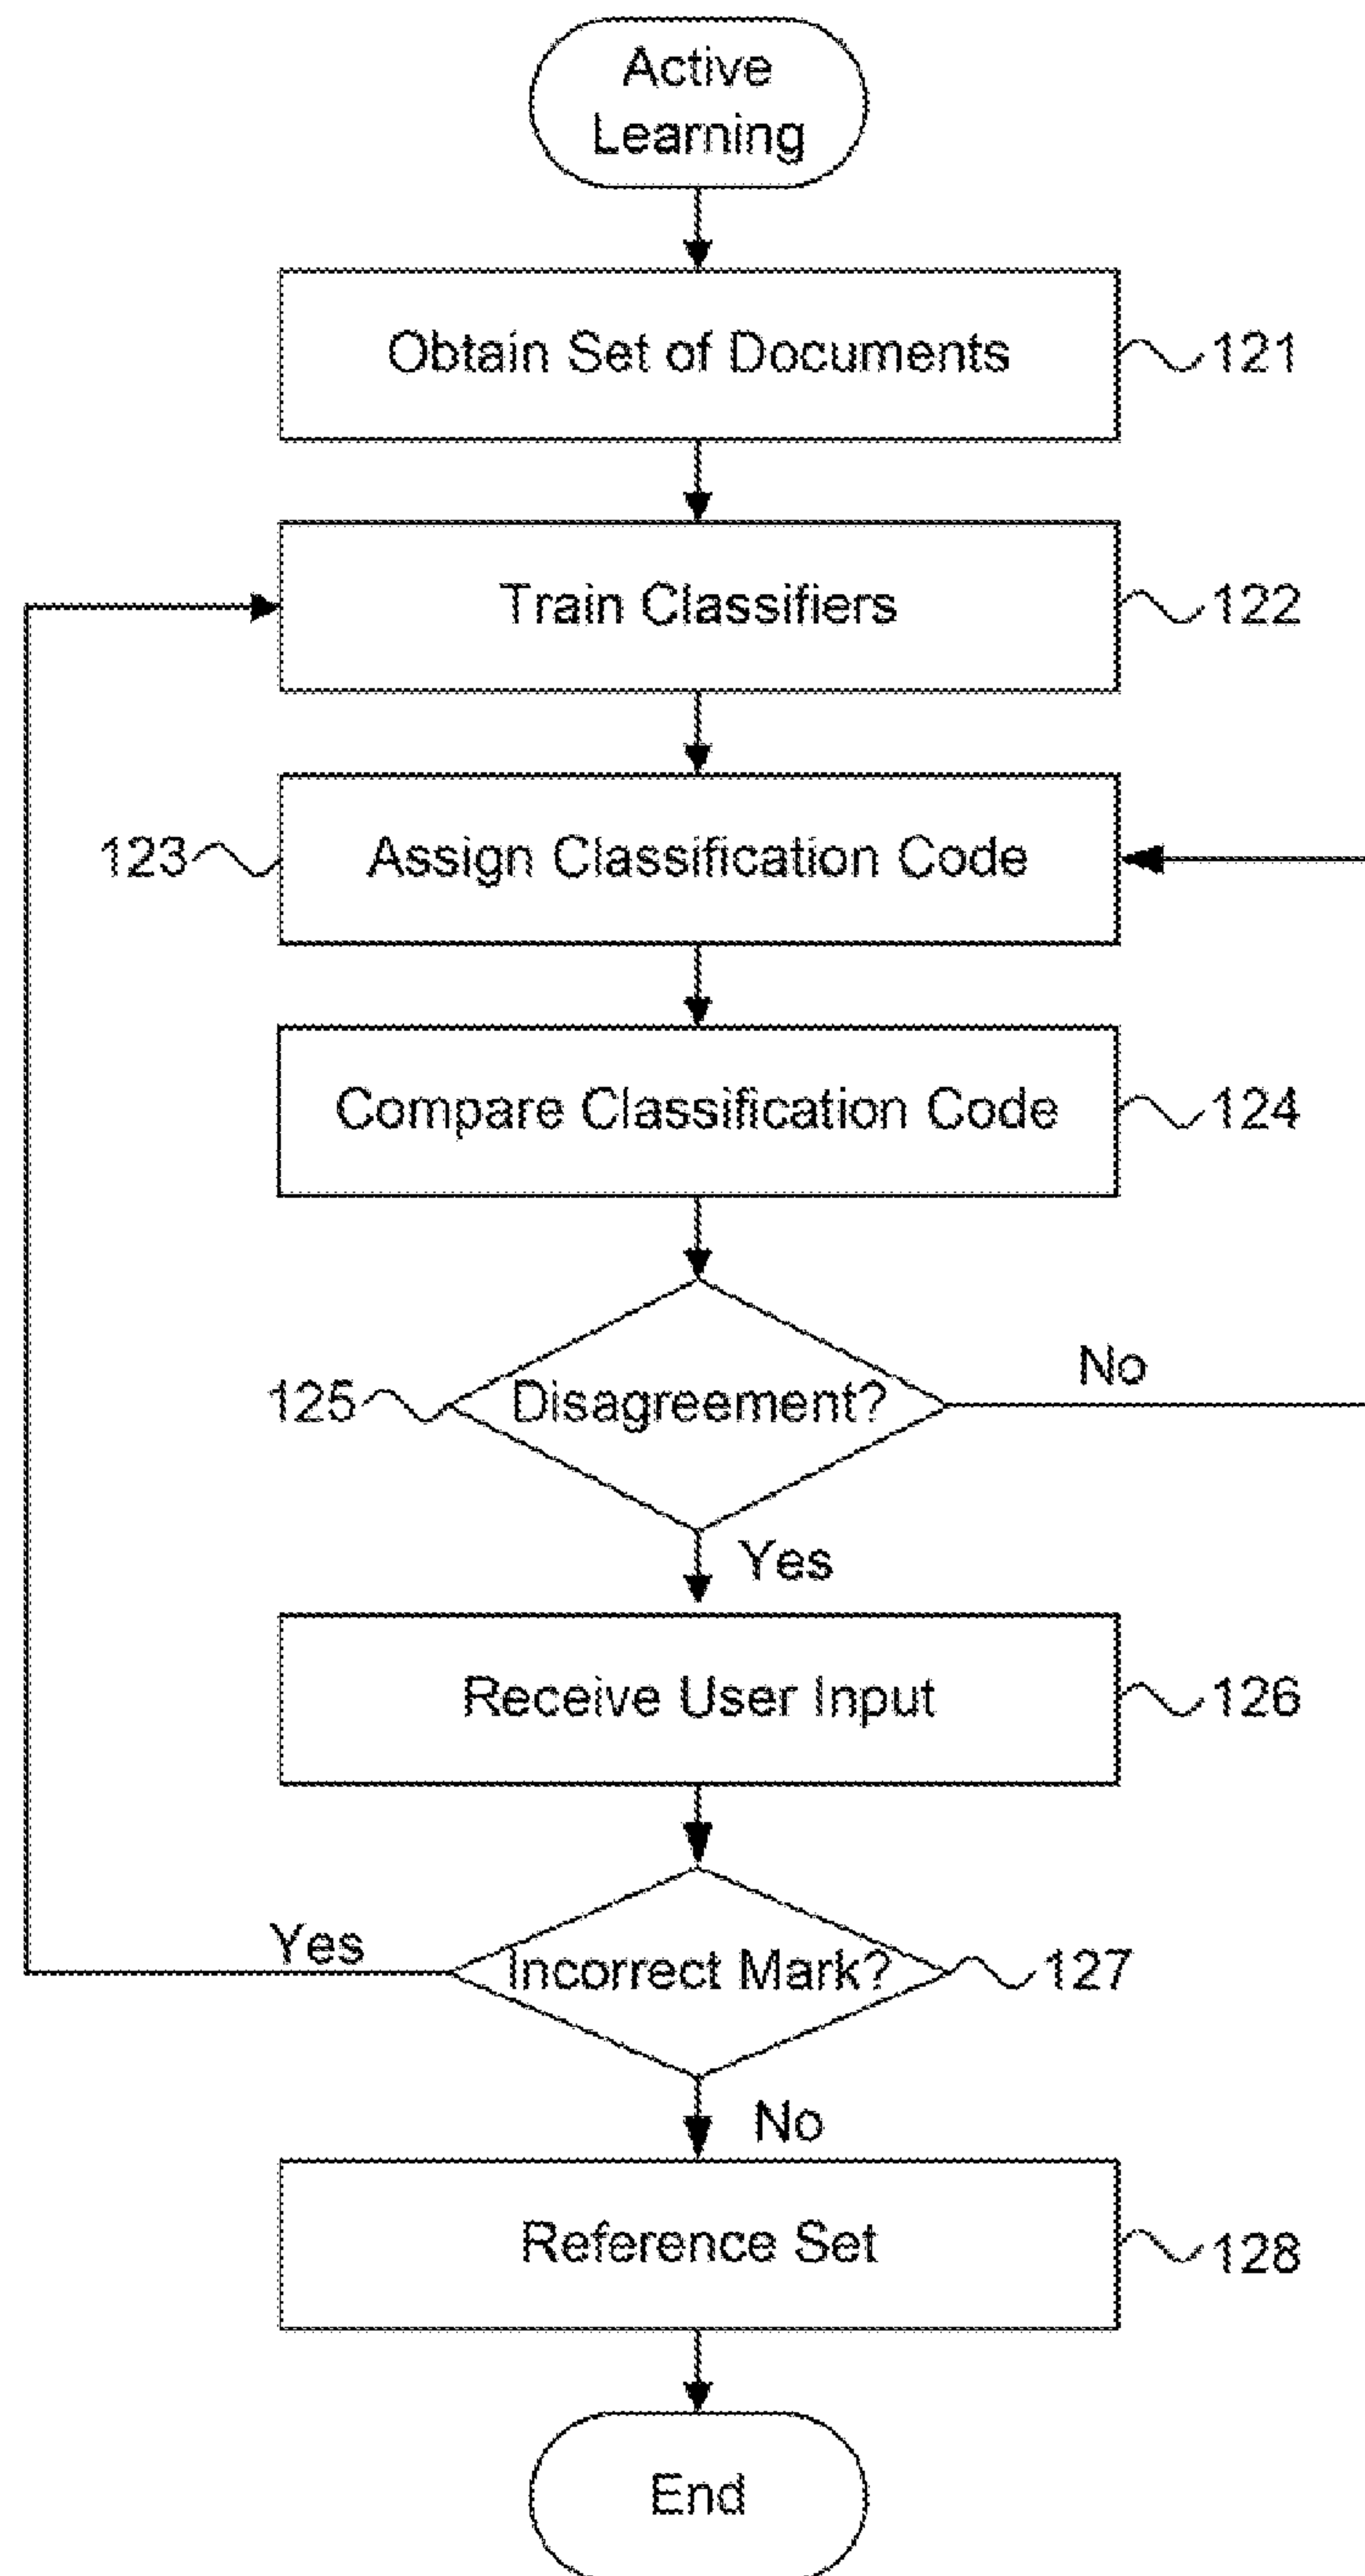 Active
Learning
Obtain Set of Documents
121
Train Classifiers
122
123
Assign Classification Code
Compare Classification Code
124
No
125
Disagreement?
Yes
Receive User Input
126
Yes
Incorrect Mark?
127
No
Reference Set
128
End